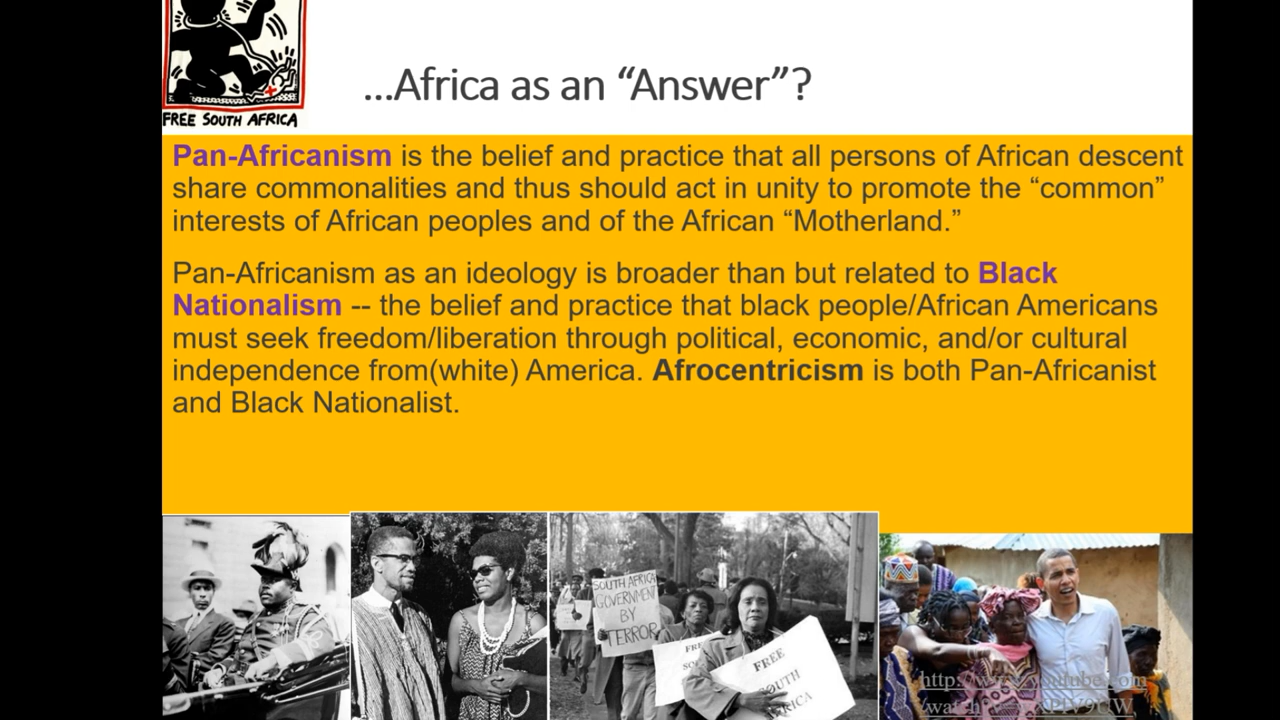 FREE SOUTH AFRICA
...Africa as an “Answer”?
Pan-Africanism is the belief and practice that all persons of African descent
share commonalities and thus should act in unity to promote the “common”
interests of African peoples and of the African “Motherland.”
Pan-Africanism as an ideology is broader than but related to Black
Nationalism -- the belief and practice that black people/African Americans
must seek freedom/liberation through political, economic, and/or cultural
independence from(white) America. Afrocentricism is both Pan-Africanist
and Black Nationalist.
SOUTH AFRICA
GOVERNMENT
BY
TERROR
FREE
SOUTH
AFRICA